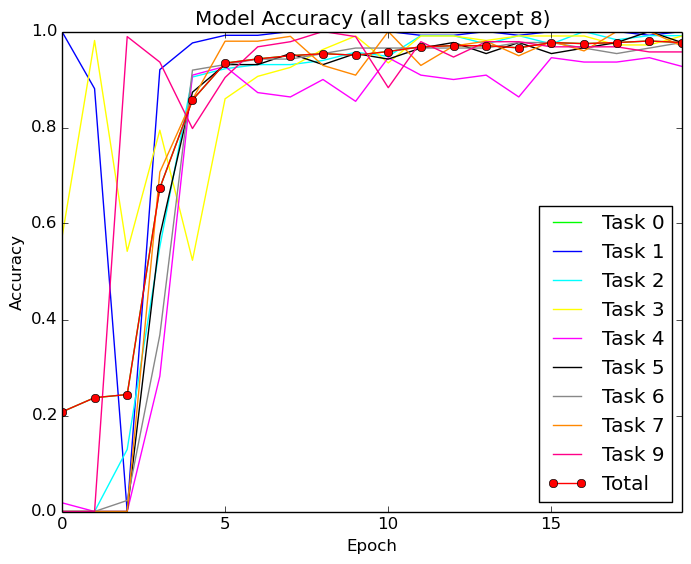 Model Accuracy (all tasks except 8)
1.0
0.8
0.6
0.4
0.2
0.0
Accuracy
0 5 10 15
Epoch
Task 0
Task 1
Task 2
Task 3
Task 4
Task 5
Task 6
Task 7
Task 9
Total